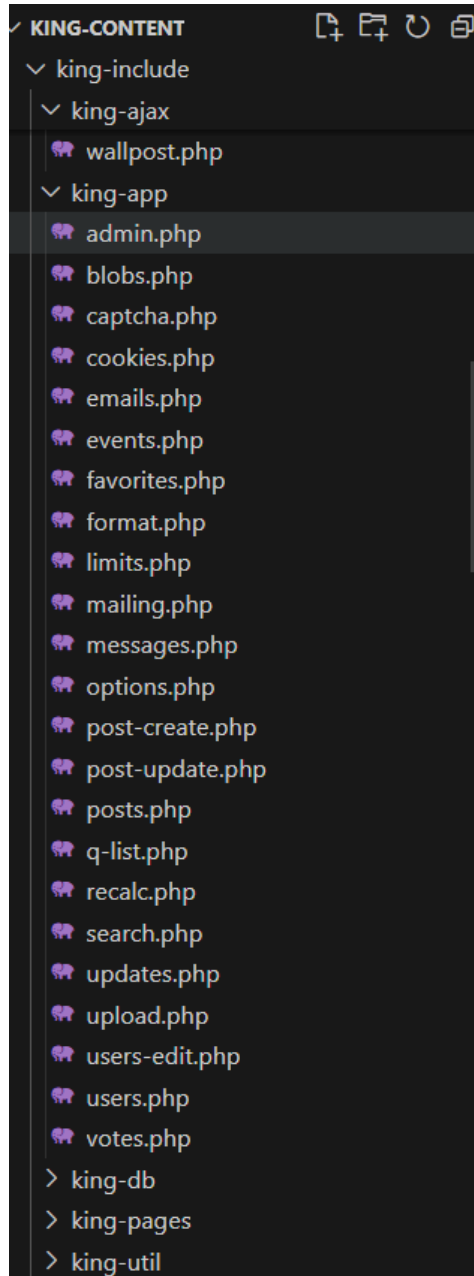 KING-CONTENT
king-include
king-ajax
wallpost.php
king-app
admin.php
blobs.php
captcha.php
cookies.php
emails.php
events.php
favorites.php
format.php
limits.php
mailing.php
messages.php
options.php
post-create.php
post-update.php
posts.php
q-list.php
recalc.php
search.php
updates.php
upload.php
users-edit.php
users.php
votes.php
king-db
king-pages
king-util